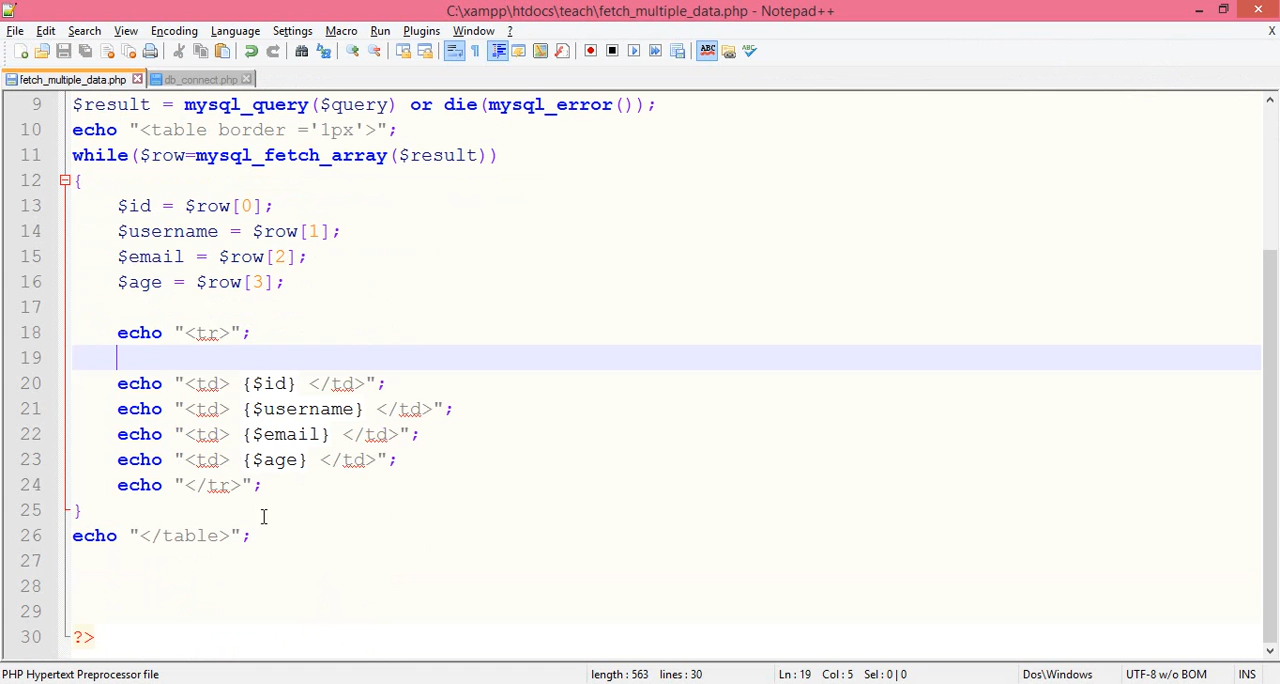 C:\xampp\htdocs\teach\fetch_multiple_data.php - Notepad++
File Edit Search View Encoding Language Settings Macro Run Plugins Window ?
X
fetch_multiple_data.php db_connect.php
9 $result = mysql_query($query) or die(mysql_error());
10 echo "<table border ='1px'>";
11 while($row=mysql_fetch_array($result))
12 {
13 $id = $row[0];
14 $username = $row[1];
15 $email = $row[2];
16 $age = $row[3];
17
18 echo "<tr>";
19
20 echo "<td> {$id} </td>";
21 echo "<td> {$username} </td>";
22 echo "<td> {$email} </td>";
23 echo "<td> {$age} </td>";
24 echo "</tr>";
25 }
26 echo "</table>";
27
28
29
30 ?>
PHP Hypertext Preprocessor file length : 563 lines : 30 Ln : 19 Col : 5 Sel : 0 | 0 Dos\Windows UTF-8 w/o BOM INS